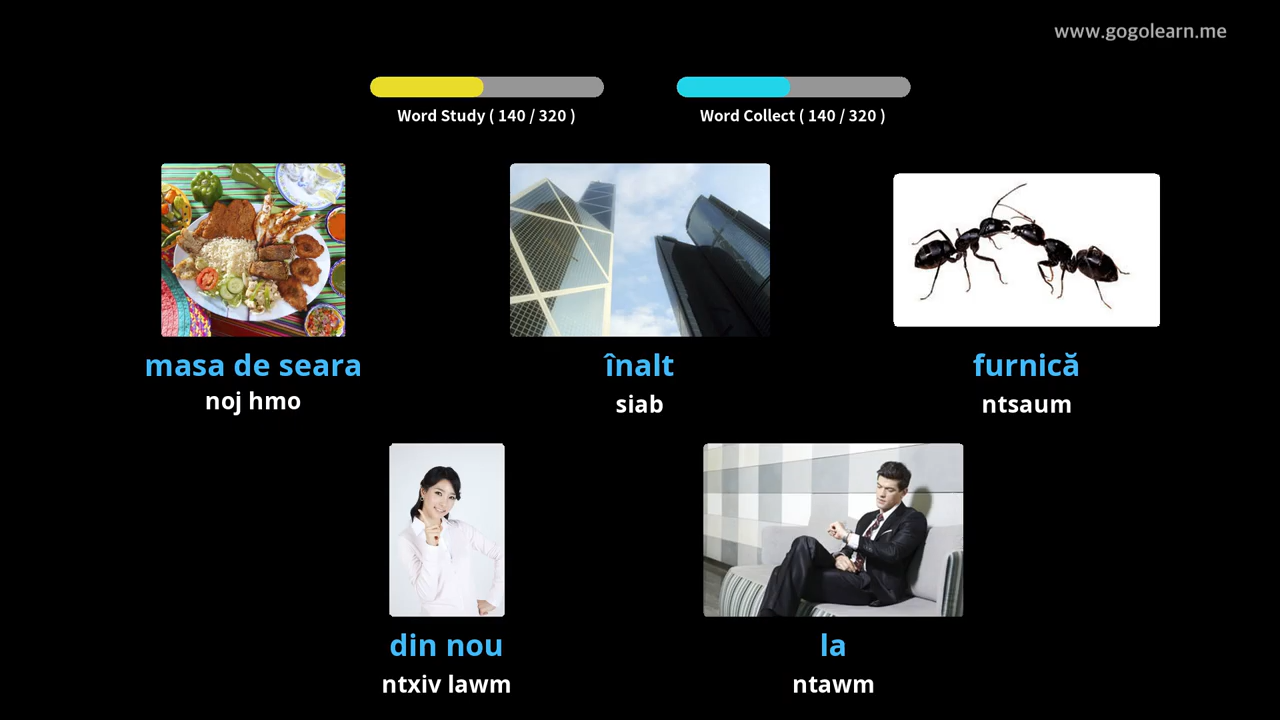 www.gogolearn.me
Word Study ( 140 / 320 )
Word Collect ( 140 / 320 )
masa de seara
noj hmo
înalt
siab
furnică
ntsaum
din nou
ntxiv lawm
la
ntawm